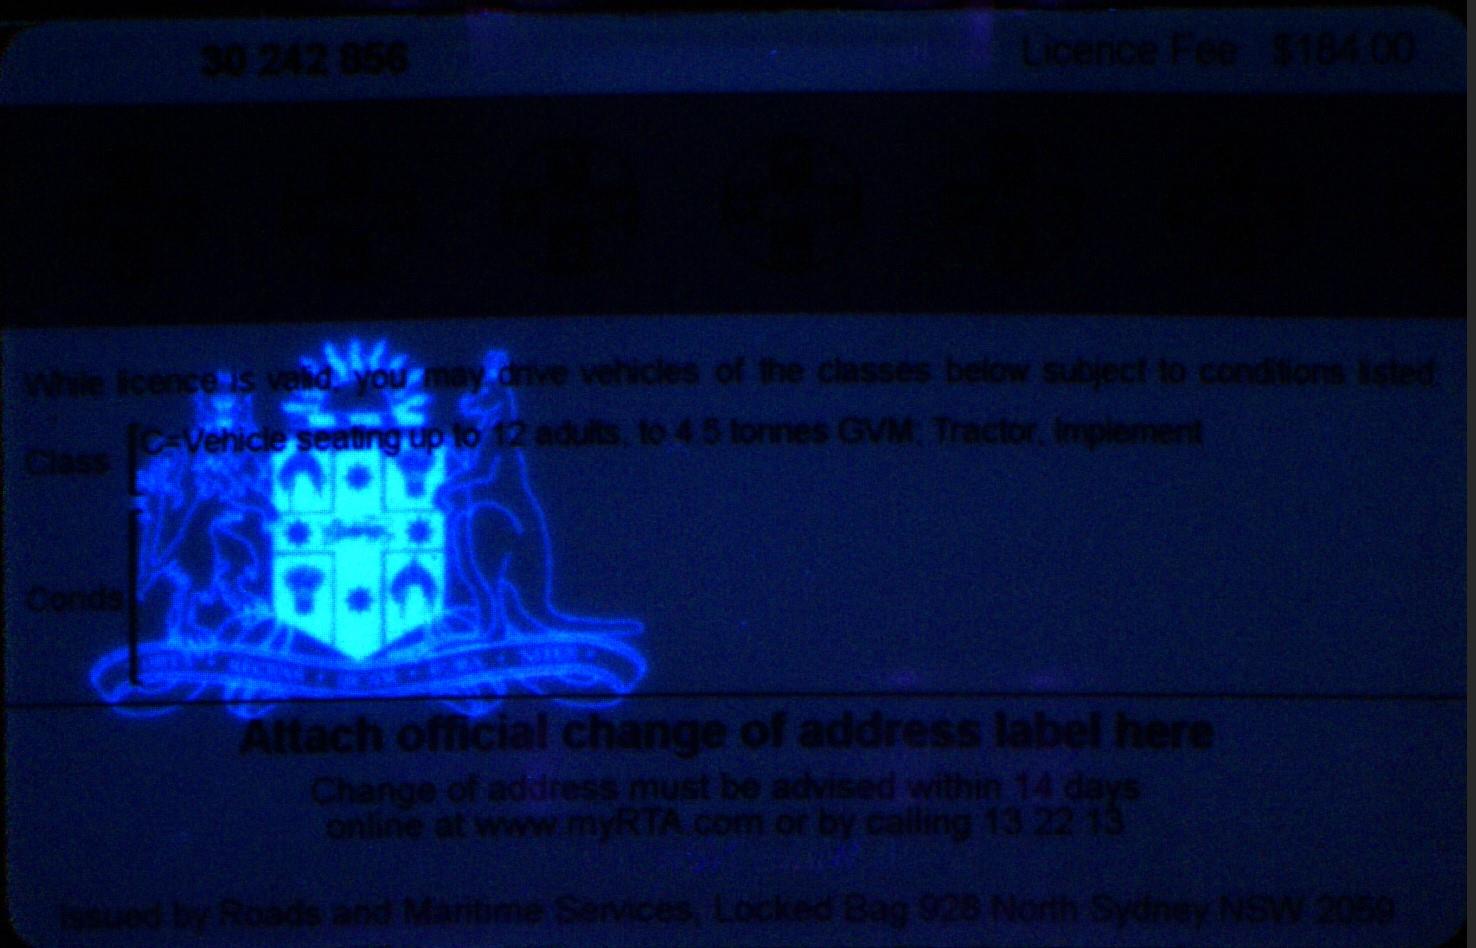 30 242 856 Licence Fee $184.00
While licence is valid, you may drive vehicles of the classes below subject to conditions listed.
Class C=Vehicle seating up to 12 adults, to 4.5 tonnes GVM; Tractor, Implement
Conds
Attach official change of address label here
Change of address must be advised within 14 days
online at www.myRTA.com or by calling 13 22 13
Issued by Roads and Maritime Services, Locked Bag 928 North Sydney NSW 2059